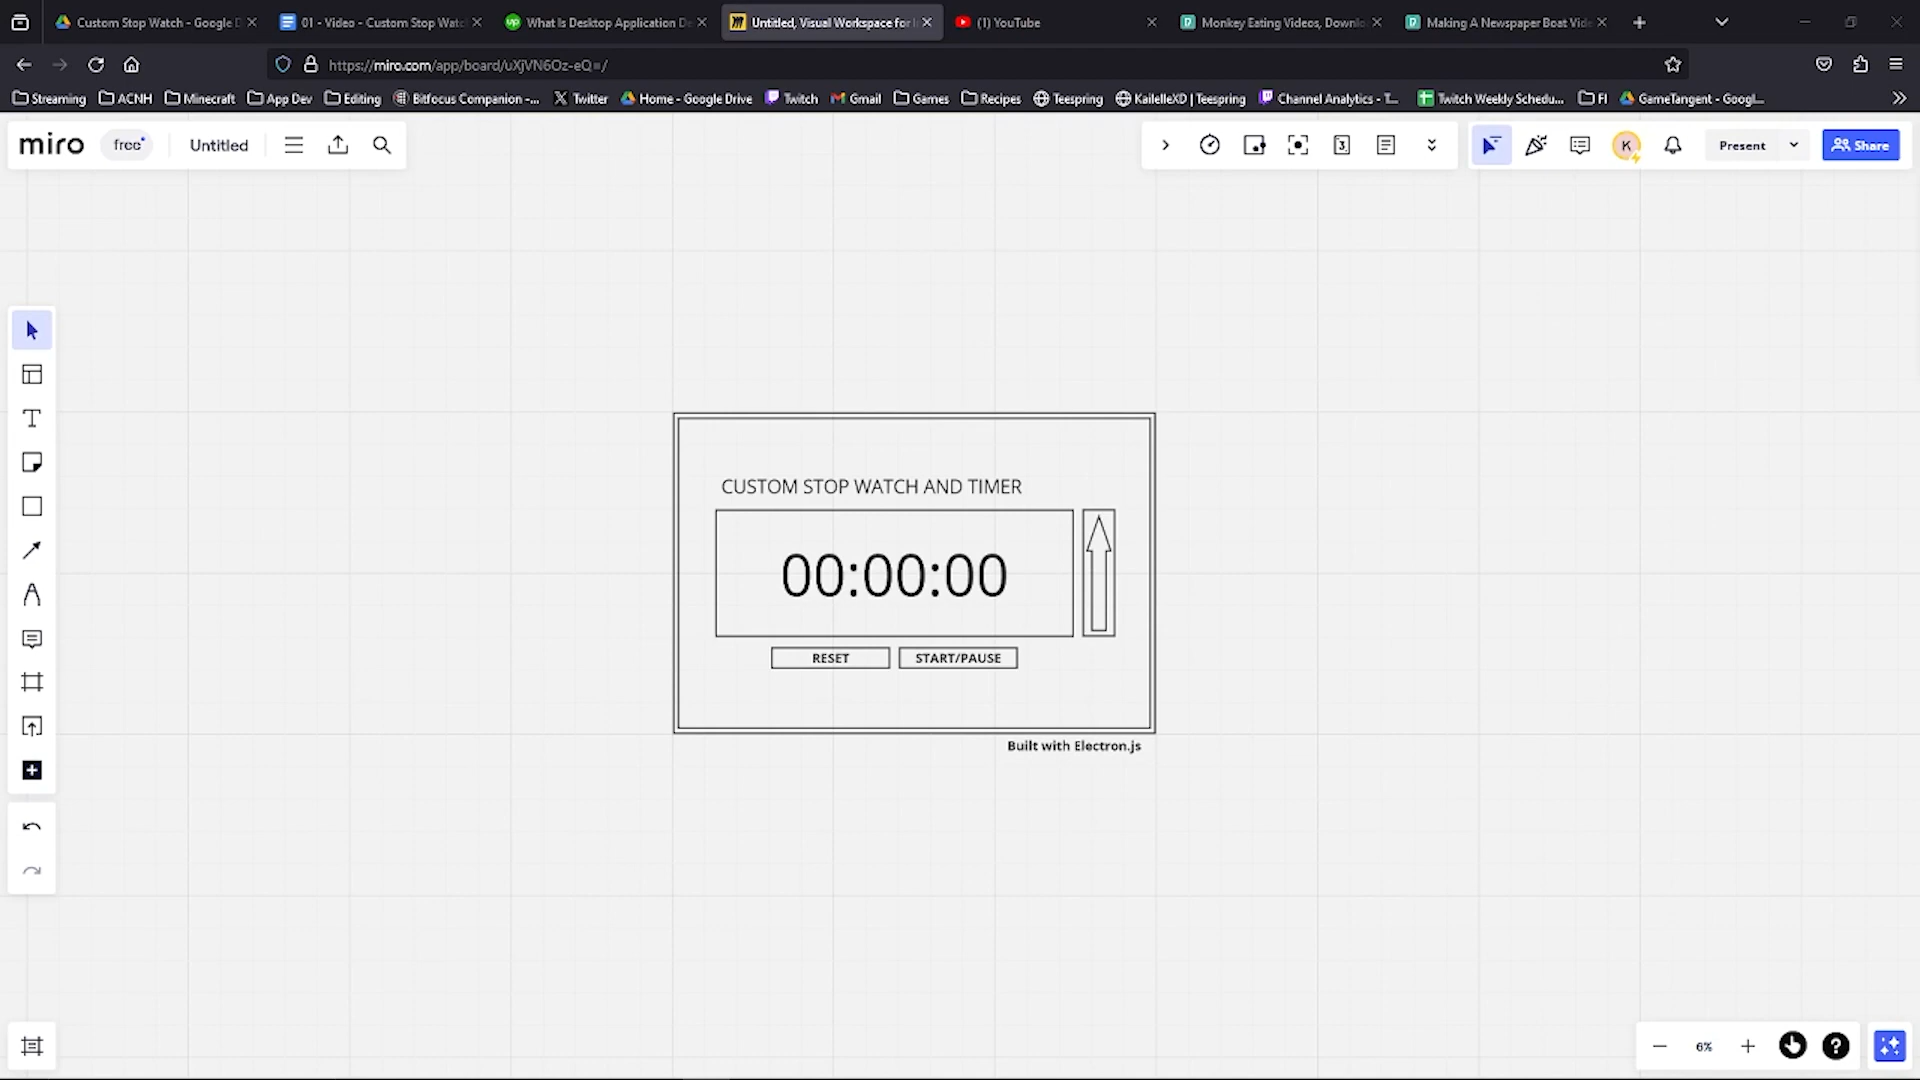 Custom Stop Watch - Google D
01 - Video - Custom Stop Watc
What Is Desktop Application De
Untitled, Visual Workspace for I
(1) YouTube
Monkey Eating Videos, Downlo
Making A Newspaper Boat Vide
https://miro.com/app/board/uXjVN6Oz-eQ=/
Streaming ACNH Minecraft App Dev Editing Bitfocus Companion -... Twitter Home - Google Drive Twitch Gmail Games Recipes Teespring KailelleXD | Teespring Channel Analytics - T... Twitch Weekly Schedu... FI GameTangent - Googl...
miro free Untitled
3
K
Present
Share
CUSTOM STOP WATCH AND TIMER
00:00:00
RESET START/PAUSE
Built with Electron.js
6%
?